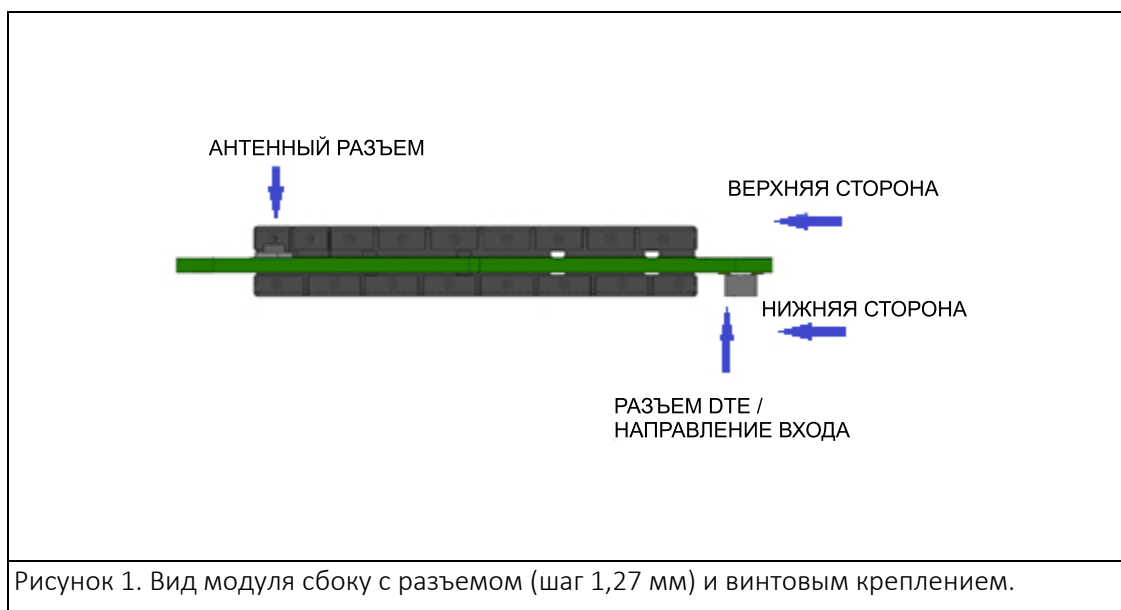 АНТЕННЫЙ РАЗЪЕМ
ВЕРХНЯЯ СТОРОНА
НИЖНЯЯ СТОРОНА
РАЗЪЕМ DTE /
НАПРАВЛЕНИЕ ВХОДА
Рисунок 1. Вид модуля сбоку с разъемом (шаг 1,27 мм) и винтовым креплением.